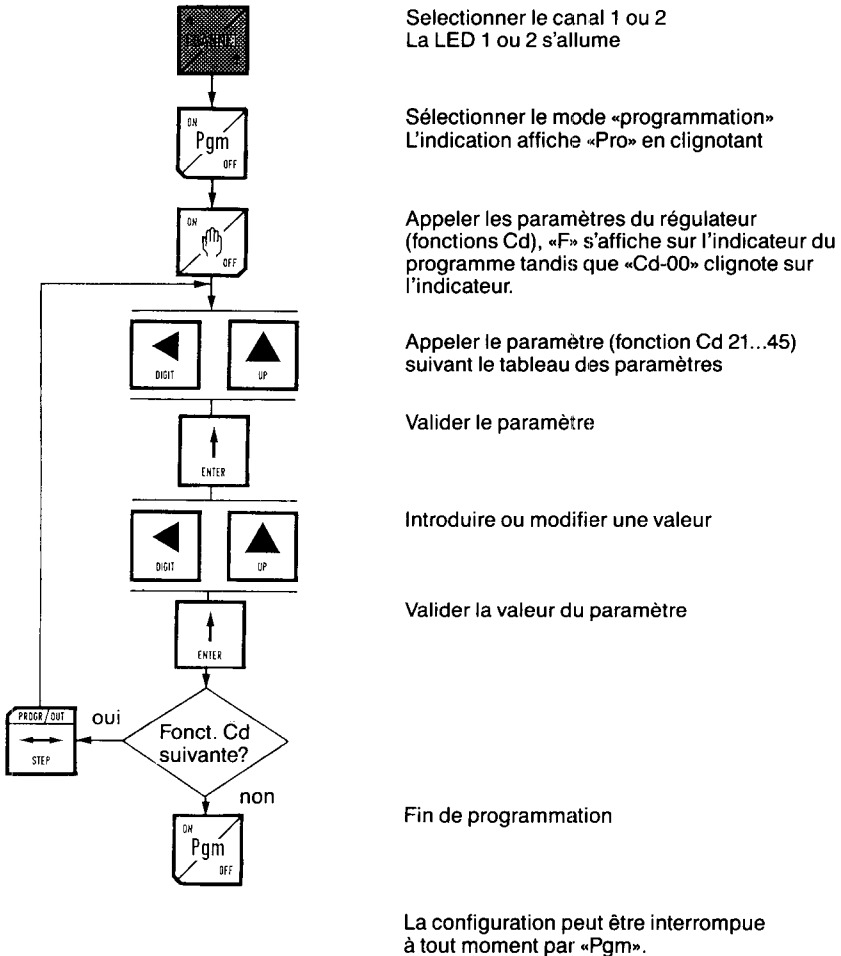 CHANNEL
Selectionner le canal 1 ou 2
La LED 1 ou 2 s'allume
ON
Pgm
OFF
Sélectionner le mode «programmation»
L'indication affiche «Pro» en clignotant
ON
OFF
Appeler les paramètres du régulateur
(fonctions Cd), «F» s'affiche sur l'indicateur du
programme tandis que «Cd-00» clignote sur
l'indicateur.
DIGIT
UP
Appeler le paramètre (fonction Cd 21...45)
suivant le tableau des paramètres
ENTER
Valider le paramètre
DIGIT
UP
Introduire ou modifier une valeur
ENTER
Valider la valeur du paramètre
PROGR/OUT
STEP
oui
Fonct. Cd
suivante?
non
ON
Pgm
OFF
Fin de programmation
La configuration peut être interrompue
à tout moment par «Pgm».